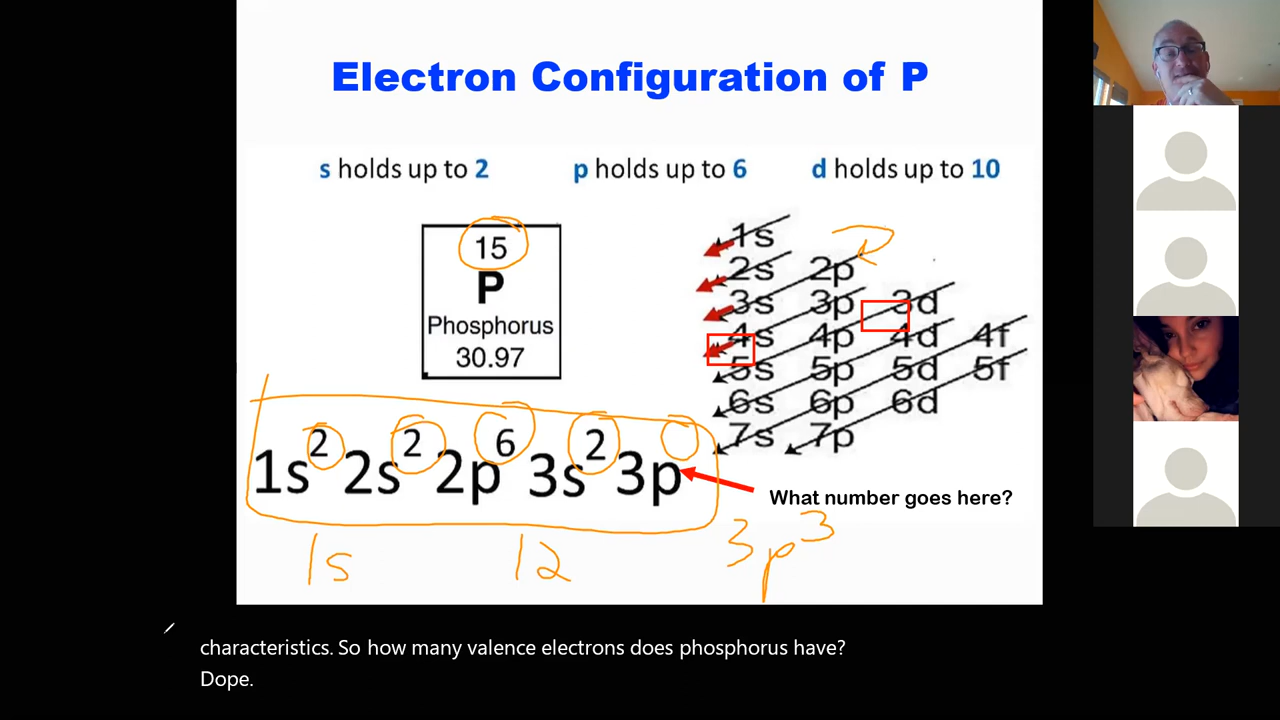 Electron Configuration of P
s holds up to 2 p holds up to 6 d holds up to 10
15
P
Phosphorus
30.97
1s
2s 2p
3s 3p 3d
4s 4p 4d 4f
5s 5p 5d 5f
6s 6p 6d
7s 7p
1s² 2s² 2p⁶ 3s² 3p
What number goes here?
1s 12 3p³
characteristics. So how many valence electrons does phosphorus have?
Dope.